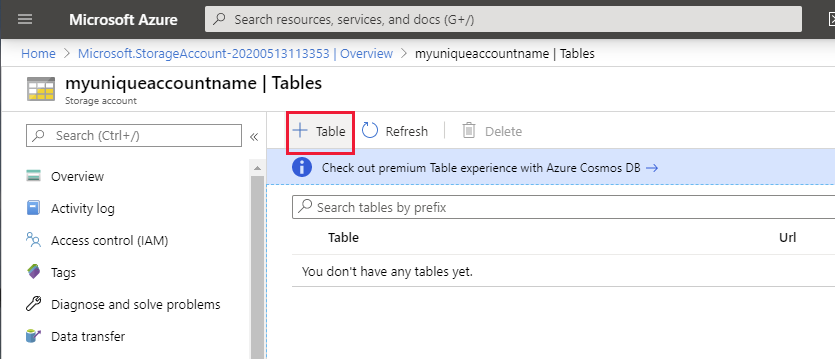 Microsoft Azure
Search resources, services, and docs (G+/)
Home > Microsoft.StorageAccount-20200513113353 | Overview > myuniqueaccountname | Tables
myuniqueaccountname | Tables
Storage account
Search (Ctrl+/)
«
+ Table
Refresh
Delete
Check out premium Table experience with Azure Cosmos DB →
Search tables by prefix
Table
Url
You don't have any tables yet.
Overview
Activity log
Access control (IAM)
Tags
Diagnose and solve problems
Data transfer